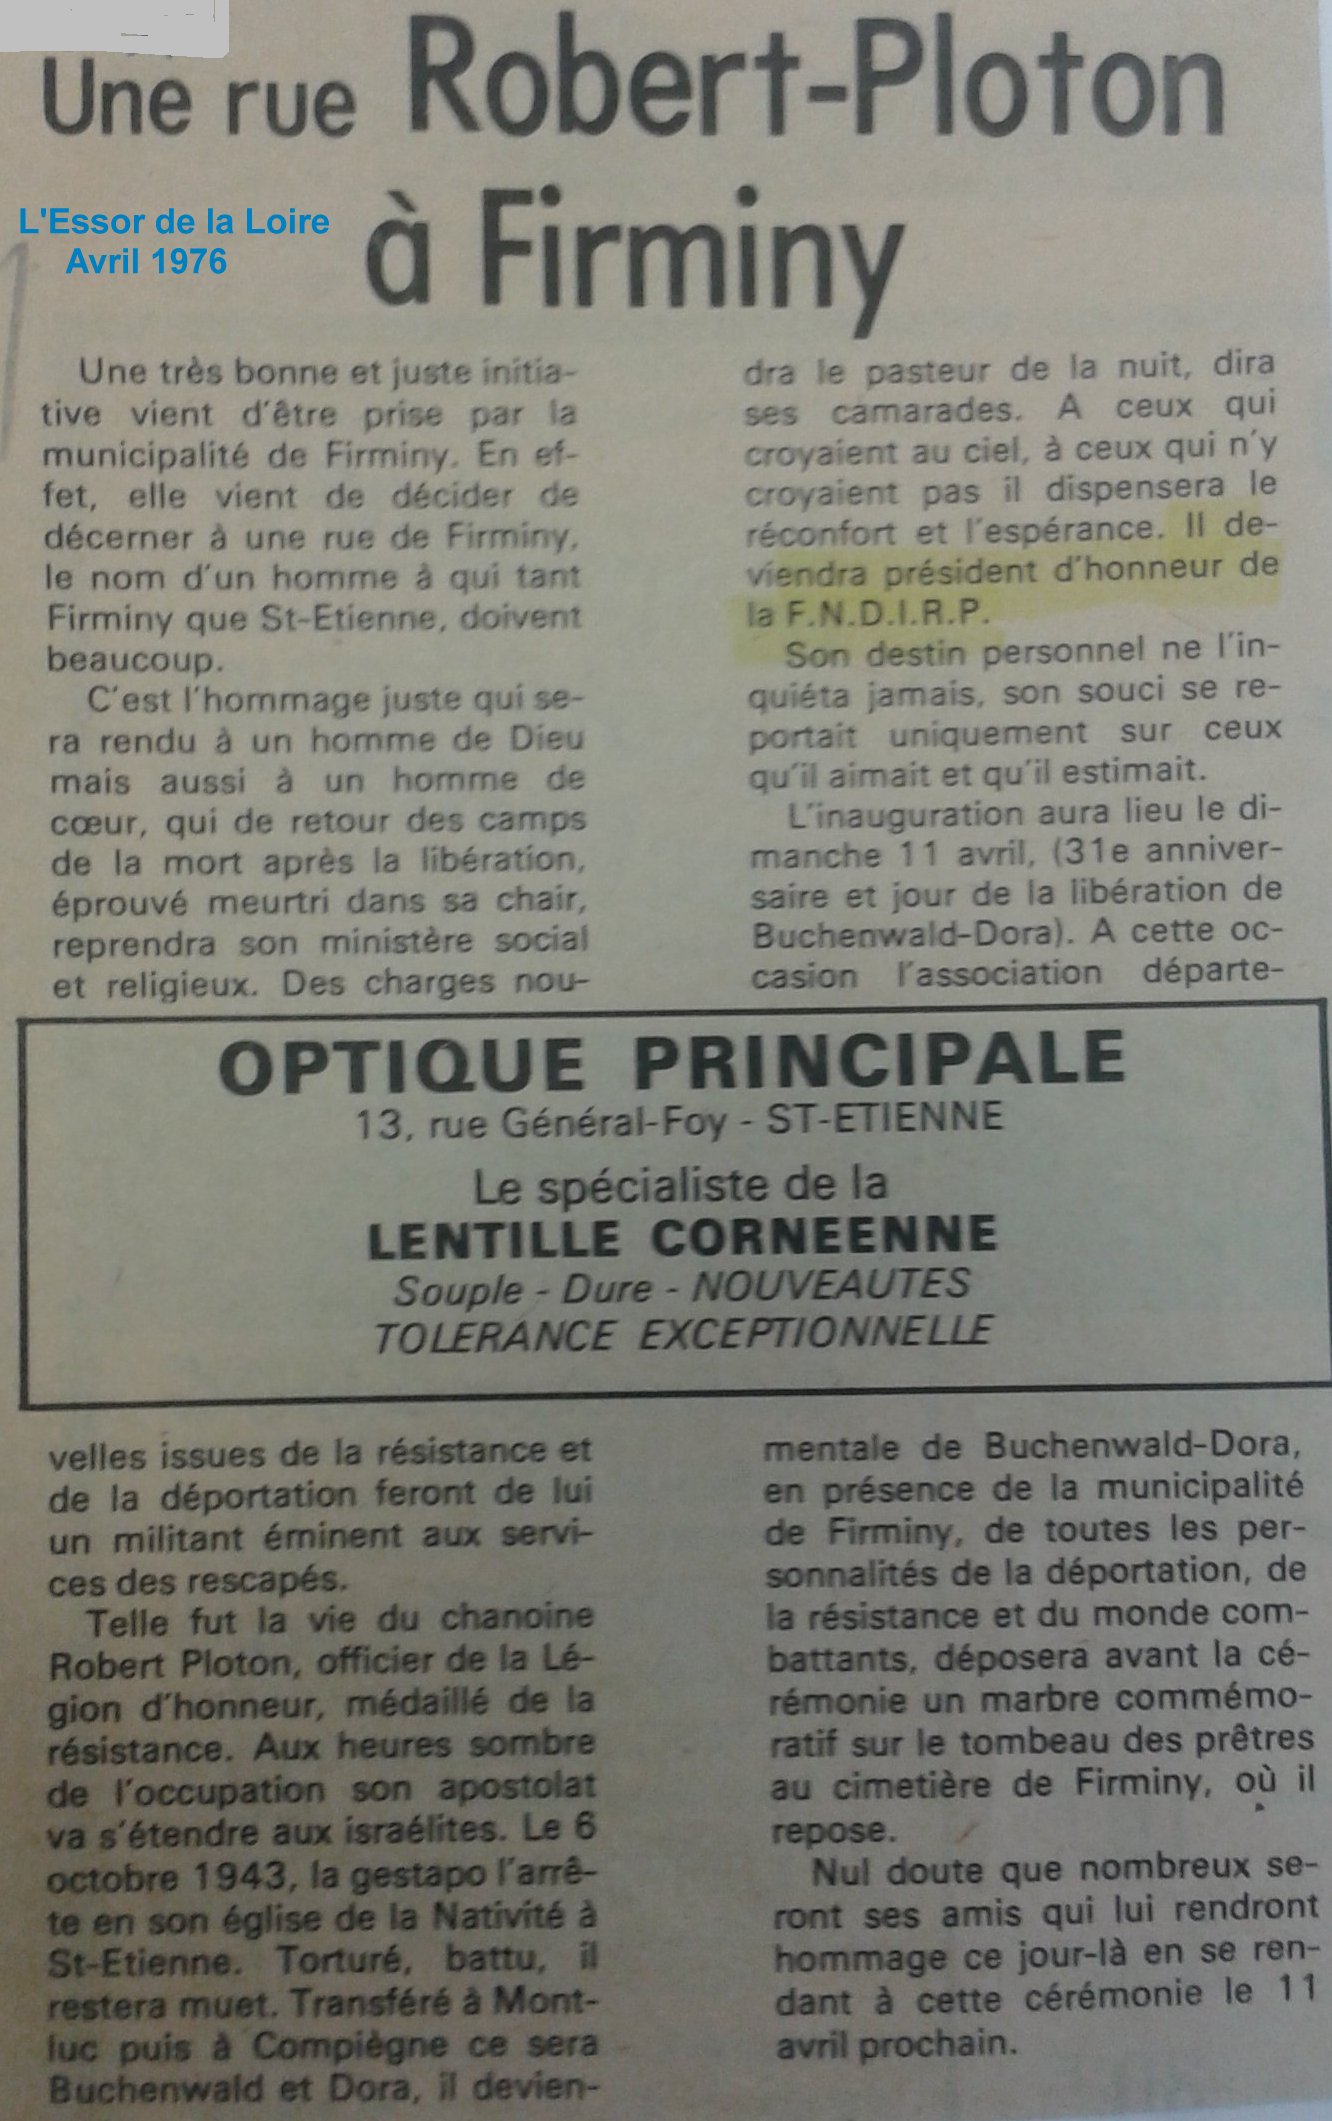 Une rue Robert-Ploton
à Firminy
L'Essor de la Loire
Avril 1976
Une très bonne et juste initia-
tive vient d'être prise par la
municipalité de Firminy. En ef-
fet, elle vient de décider de
décerner à une rue de Firminy,
le nom d'un homme à qui tant
Firminy que St-Etienne, doivent
beaucoup.
C'est l'hommage juste qui se-
ra rendu à un homme de Dieu
mais aussi à un homme de
cœur, qui de retour des camps
de la mort après la libération,
éprouvé meurtri dans sa chair,
reprendra son ministère social
et religieux. Des charges nou-
velles issues de la résistance et
de la déportation feront de lui
un militant éminent aux servi-
ces des rescapés.
Telle fut la vie du chanoine
Robert Ploton, officier de la Lé-
gion d'honneur, médaillé de la
résistance. Aux heures sombre
de l'occupation son apostolat
va s'étendre aux israélites. Le 6
octobre 1943, la gestapo l'arrê-
te en son église de la Nativité à
St-Etienne. Torturé, battu, il
restera muet. Transféré à Mont-
luc puis à Compiègne ce sera
Buchenwald et Dora, il devien-
dra le pasteur de la nuit, dira
ses camarades. A ceux qui
croyaient au ciel, à ceux qui n'y
croyaient pas il dispensera le
réconfort et l'espérance. Il de-
viendra président d'honneur de
la F.N.D.I.R.P.
Son destin personnel ne l'in-
quiéta jamais, son souci se re-
portait uniquement sur ceux
qu'il aimait et qu'il estimait.
L'inauguration aura lieu le di-
manche 11 avril, (31e anniver-
saire et jour de la libération de
Buchenwald-Dora). A cette oc-
casion l'association départe-
mentale de Buchenwald-Dora,
en présence de la municipalité
de Firminy, de toutes les per-
sonnalités de la déportation, de
la résistance et du monde com-
battants, déposera avant la cé-
rémonie un marbre commémo-
ratif sur le tombeau des prêtres
au cimetière de Firminy, où il
repose.
Nul doute que nombreux se-
ront ses amis qui lui rendront
hommage ce jour-là en se ren-
dant à cette cérémonie le 11
avril prochain.
OPTIQUE PRINCIPALE
13, rue Général-Foy - ST-ETIENNE
Le spécialiste de la
LENTILLE CORNEENNE
Souple - Dure - NOUVEAUTES
TOLERANCE EXCEPTIONNELLE